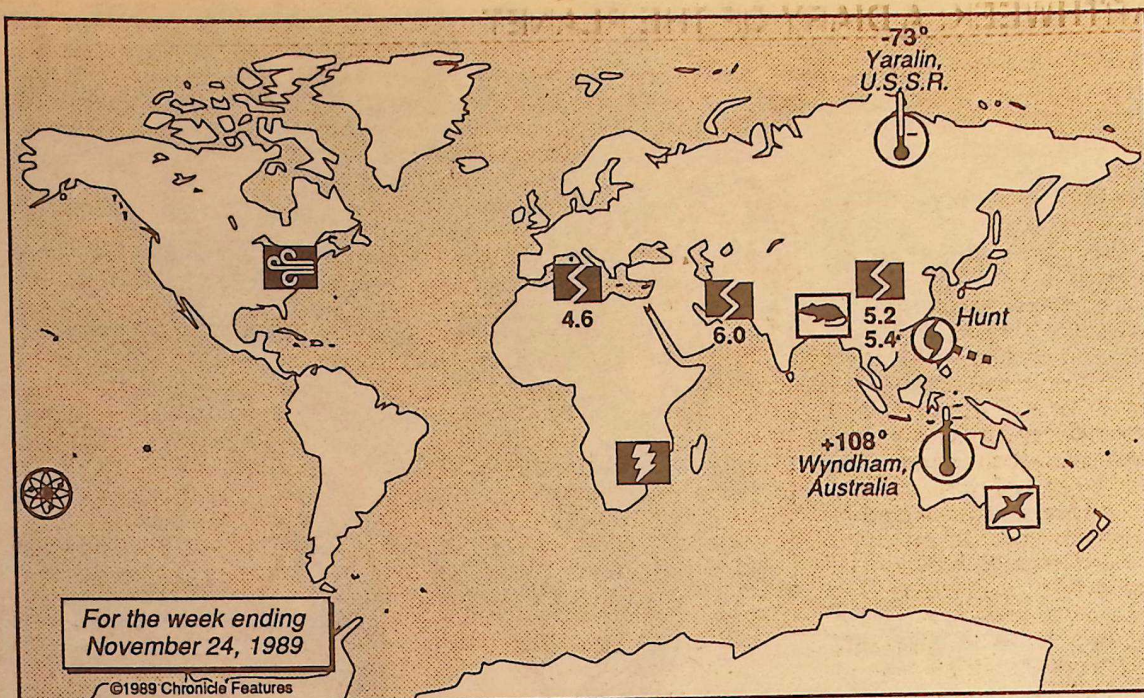 -73°
Yaralin,
U.S.S.R.
4.6
6.0
5.2
5.4
Hunt
+108°
Wyndham,
Australia
For the week ending
November 24, 1989
©1989 Chronicle Features